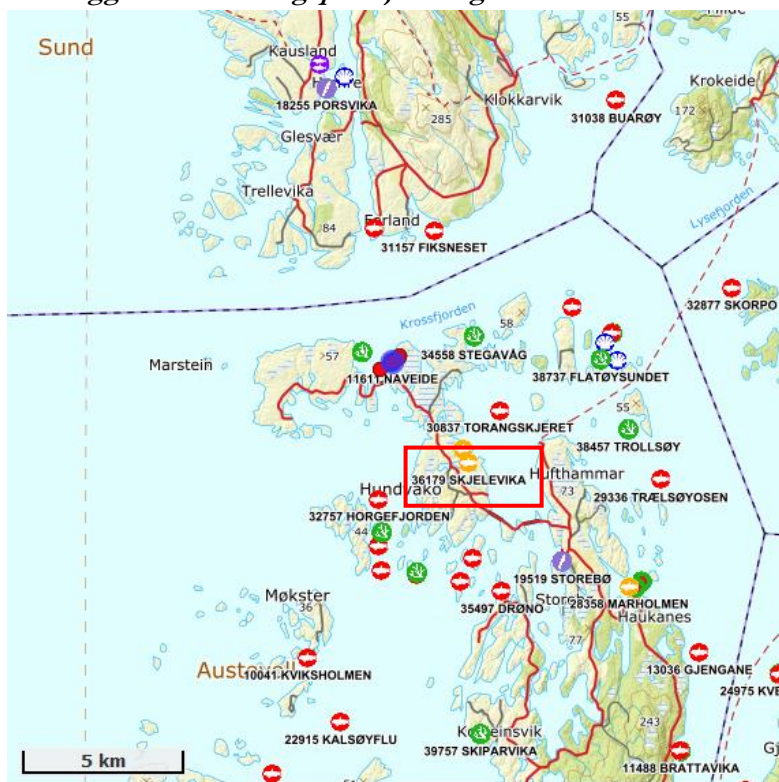 Sund
Kausland
55
18255 PORSVIKA
Klokkarvik
Krokeide
172
31038 BUARØY
285
Glesvær
Trellevika
Lysefjorden
84
31157 FIKSNESET
32877 SKORPO
Krossfjorden
58
Marstein
57
34558 STEGAVÅG
11611 NAVEIDE
38737 FLATØYSUNDET
30837 TORANGSKJERET
55
38457 TROLLSØY
36179 SKJELEVIKA
Hufthammar
Hundvåko
73
29336 TRÆLSØYOSEN
32757 HORGEFJORDEN
44
19519 STOREBØ
Møkster
36
35497 DRØNO
28358 MARHOLMEN
Haukanes
77
Austevoll
10041 KVIKSHOLMEN
13036 GJENGANE
24975 KVE
22915 KALSØYFLU
243
39757 SKIPARVIKA
11488 BRATTAVIKA
5 km